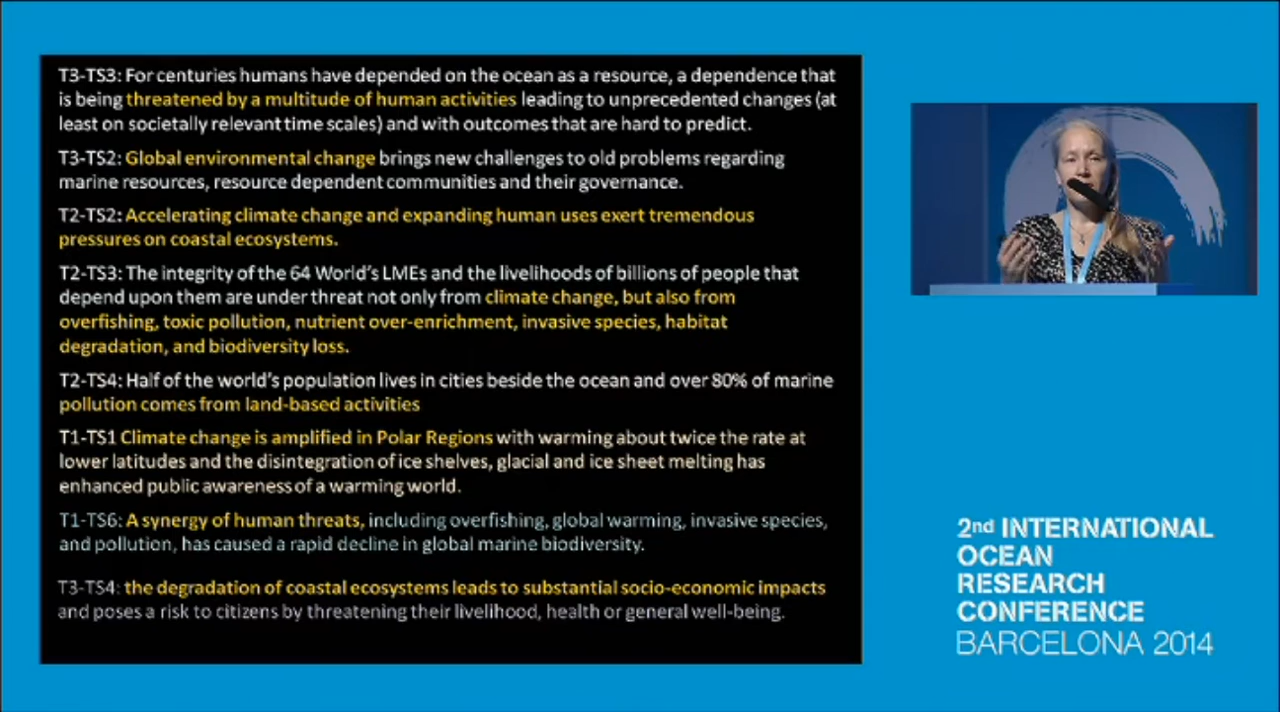 T3-TS3: For centuries humans have depended on the ocean as a resource, a dependence that
is being threatened by a multitude of human activities leading to unprecedented changes (at
least on societally relevant time scales) and with outcomes that are hard to predict.
T3-TS2: Global environmental change brings new challenges to old problems regarding
marine resources, resource dependent communities and their governance.
T2-TS2: Accelerating climate change and expanding human uses exert tremendous
pressures on coastal ecosystems.
T2-TS3: The integrity of the 64 World's LMEs and the livelihoods of billions of people that
depend upon them are under threat not only from climate change, but also from
overfishing, toxic pollution, nutrient over-enrichment, invasive species, habitat
degradation, and biodiversity loss.
T2-TS4: Half of the world's population lives in cities beside the ocean and over 80% of marine
pollution comes from land-based activities
T1-TS1 Climate change is amplified in Polar Regions with warming about twice the rate at
lower latitudes and the disintegration of ice shelves, glacial and ice sheet melting has
enhanced public awareness of a warming world.
T1-TS6: A synergy of human threats, including overfishing, global warming, invasive species,
and pollution, has caused a rapid decline in global marine biodiversity.
T3-TS4: the degradation of coastal ecosystems leads to substantial socio-economic impacts
and poses a risk to citizens by threatening their livelihood, health or general well-being.
2nd INTERNATIONAL
OCEAN
RESEARCH
CONFERENCE
BARCELONA 2014